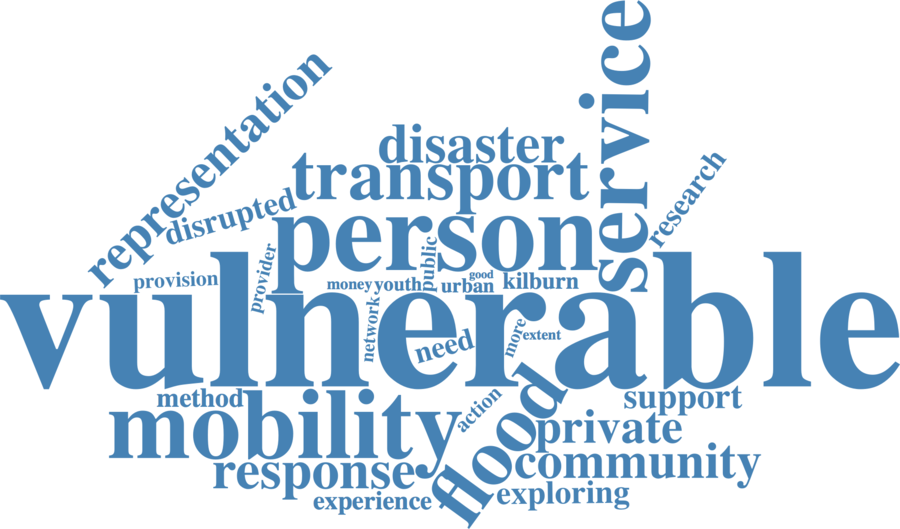 service
representation
disaster
transport
research
disrupted
person
public
provider
provision
money
youth
good
urban
kilburn
vulnerable
network
need
more
extent
method
mobility
action
flood
support
private
response
community
experience
exploring